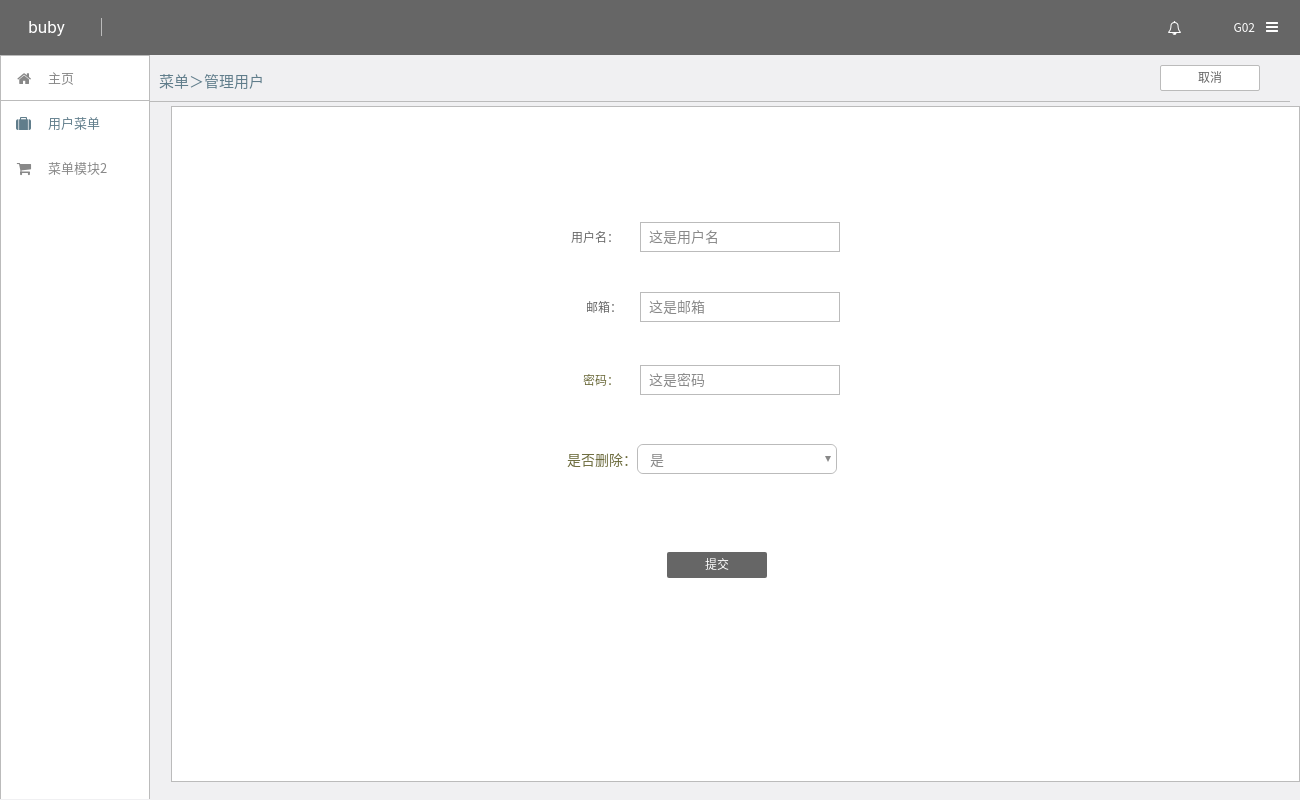 buby
G02
主页
菜单＞管理用户
取消
用户菜单
菜单模块2
用户名：
这是用户名
邮箱：
这是邮箱
密码：
这是密码
是否删除：
是
提交